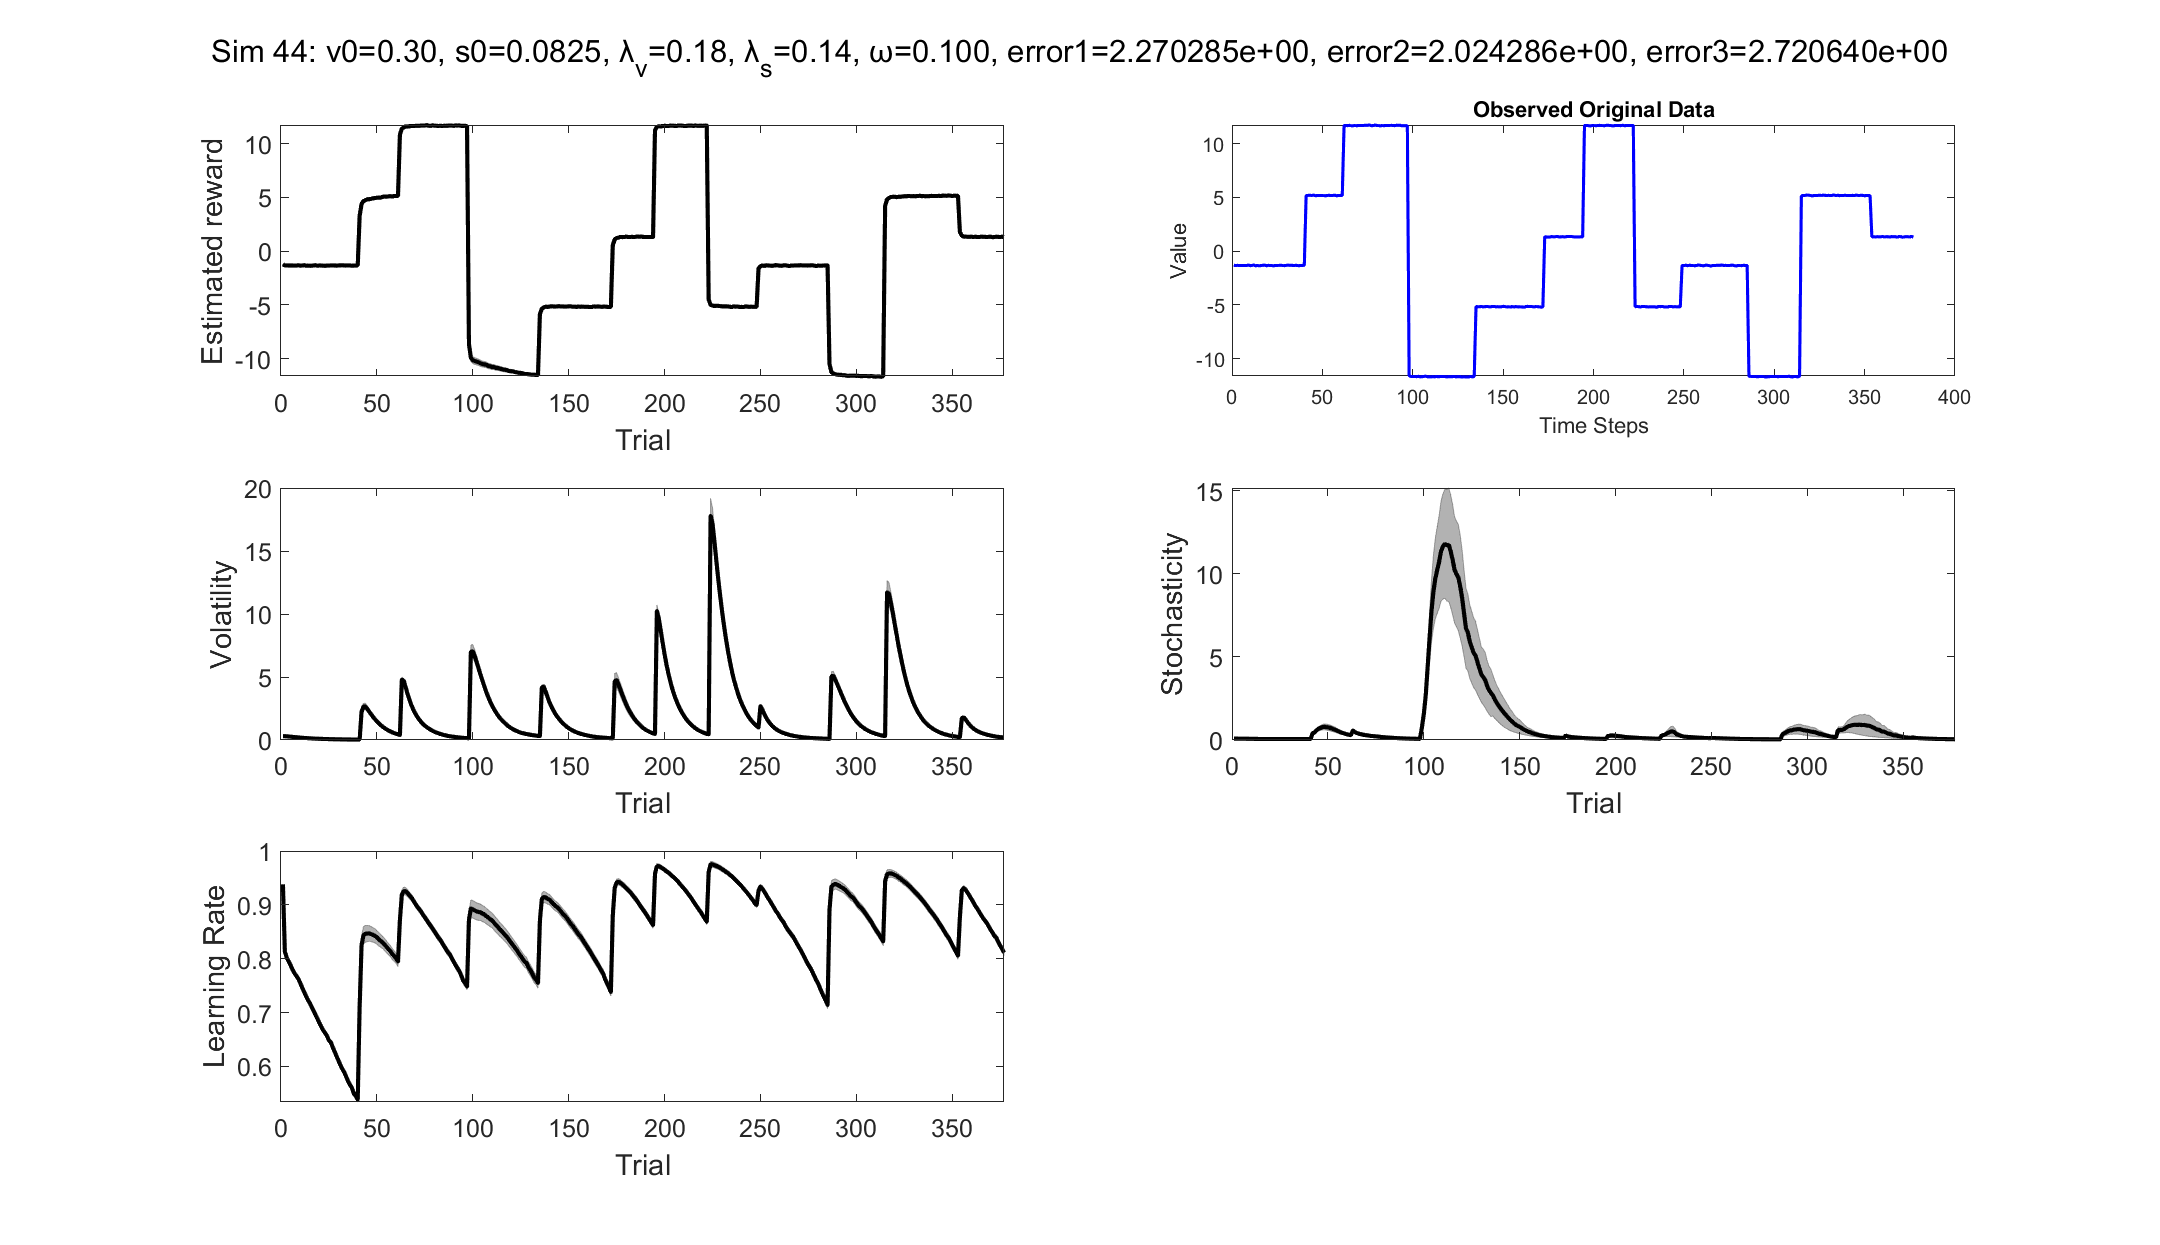 Sim 44: v0=0.30, s0=0.0825, λv=0.18, λs=0.14, ω=0.100, error1=2.270285e+00, error2=2.024286e+00, error3=2.720640e+00
Estimated reward
10
5
0
-5
-10
0 50 100 150 200 250 300 350
Trial
Observed Original Data
Value
10
5
0
-5
-10
0 50 100 150 200 250 300 350 400
Time Steps
Volatility
20
15
10
5
0
0 50 100 150 200 250 300 350
Trial
Stochasticity
15
10
5
0
0 50 100 150 200 250 300 350
Trial
Learning Rate
1
0.9
0.8
0.7
0.6
0 50 100 150 200 250 300 350
Trial